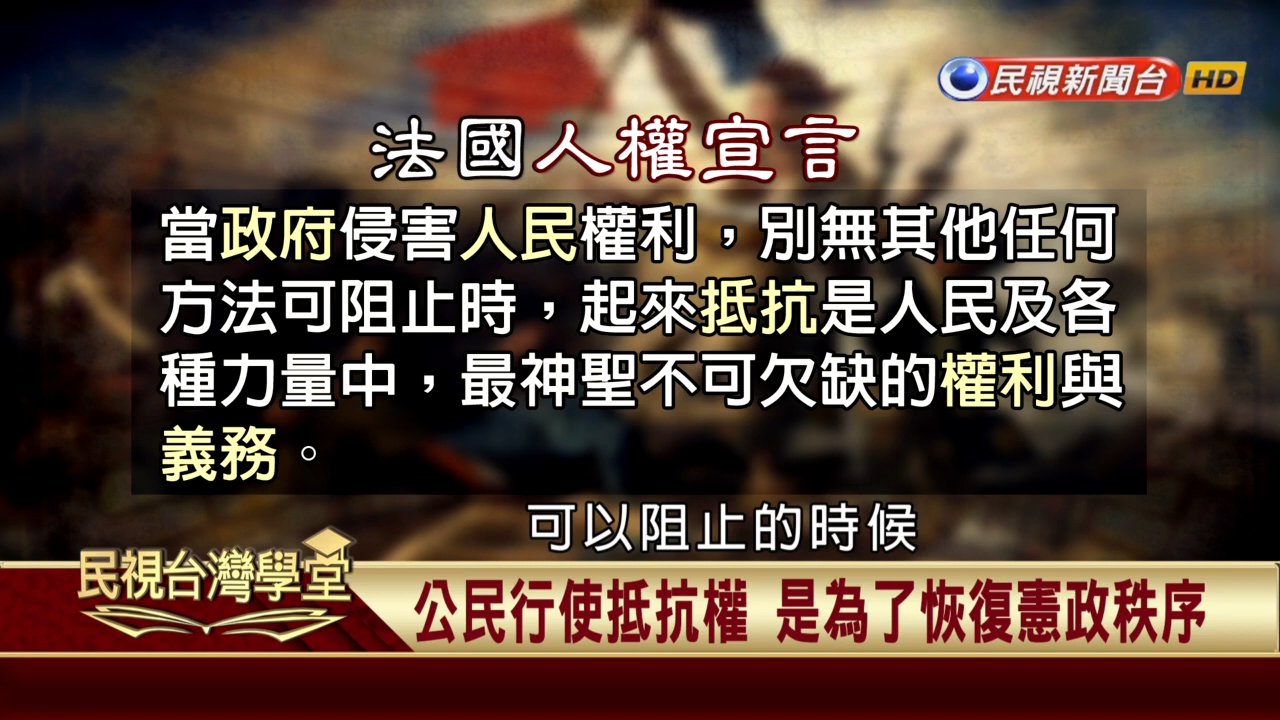 民視新聞台 HD
法國人權宣言
當政府侵害人民權利，別無其他任何
方法可阻止時，起來抵抗是人民及各
種力量中，最神聖不可欠缺的權利與
義務。
可以阻止的時候
民視台灣學堂
公民行使抵抗權 是為了恢復憲政秩序